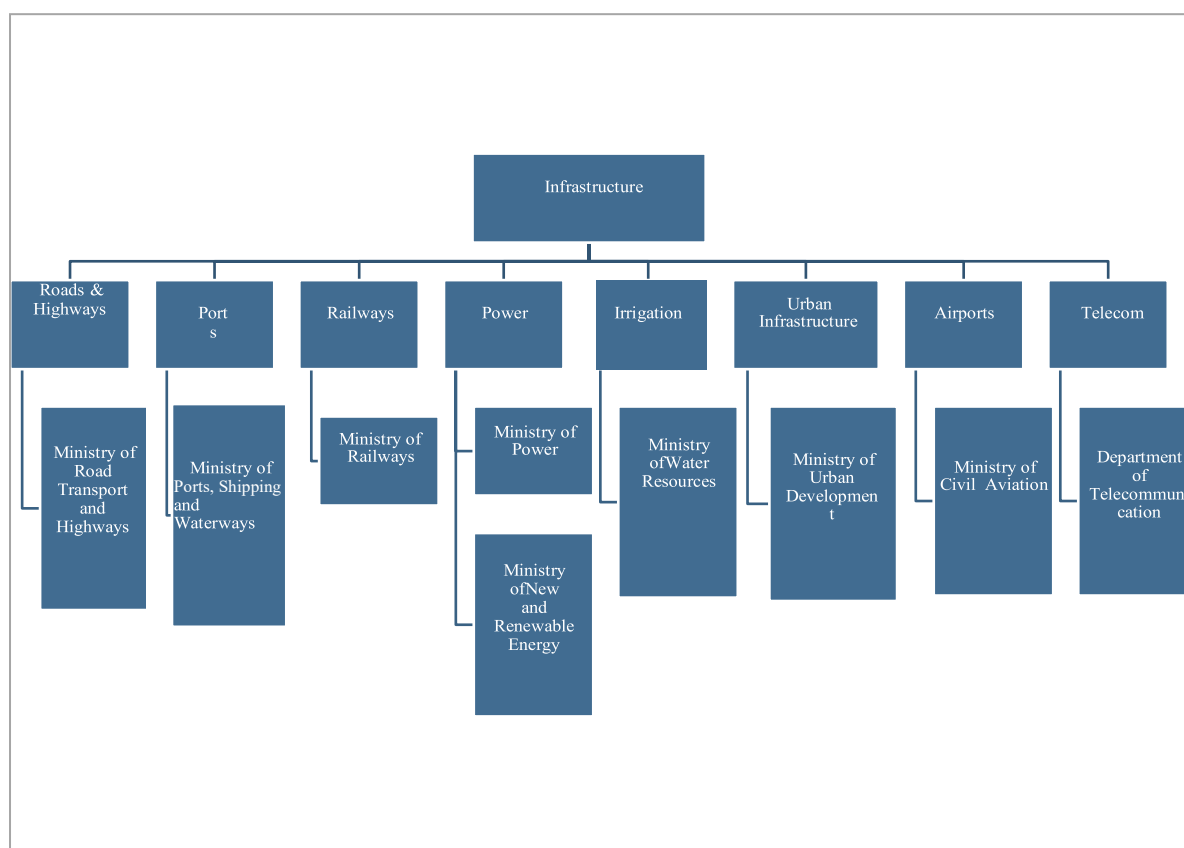 Infrastructure
Roads &
Highways
Port
s
Railways
Power
Irrigation
Urban
Infrastructure
Airports
Telecom
Ministry of
Road
Transport
and
Highways
Ministry of
Ports, Shipping
and
Waterways
Ministry of
Railways
Ministry of
Power
Ministry
ofNew
and
Renewable
Energy
Ministry
ofWater
Resources
Ministry of
Urban
Developmen
t
Ministry of
Civil Aviation
Department
of
Telecommuni
cation